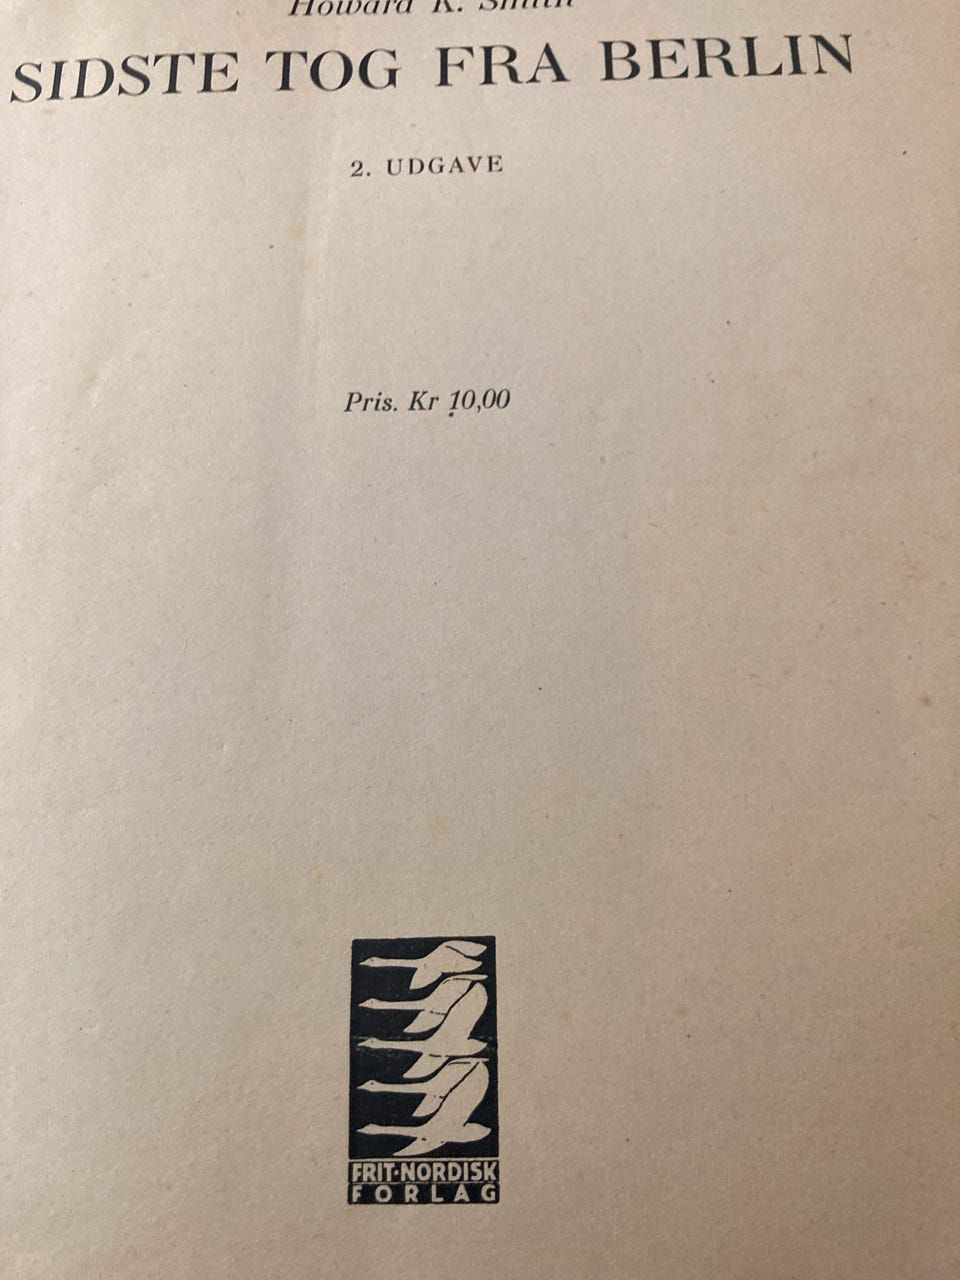 Howard K. Smith
SIDSTE TOG FRA BERLIN
2. UDGAVE
Pris. Kr 10,00
FRIT-NORDISK
FORLAG